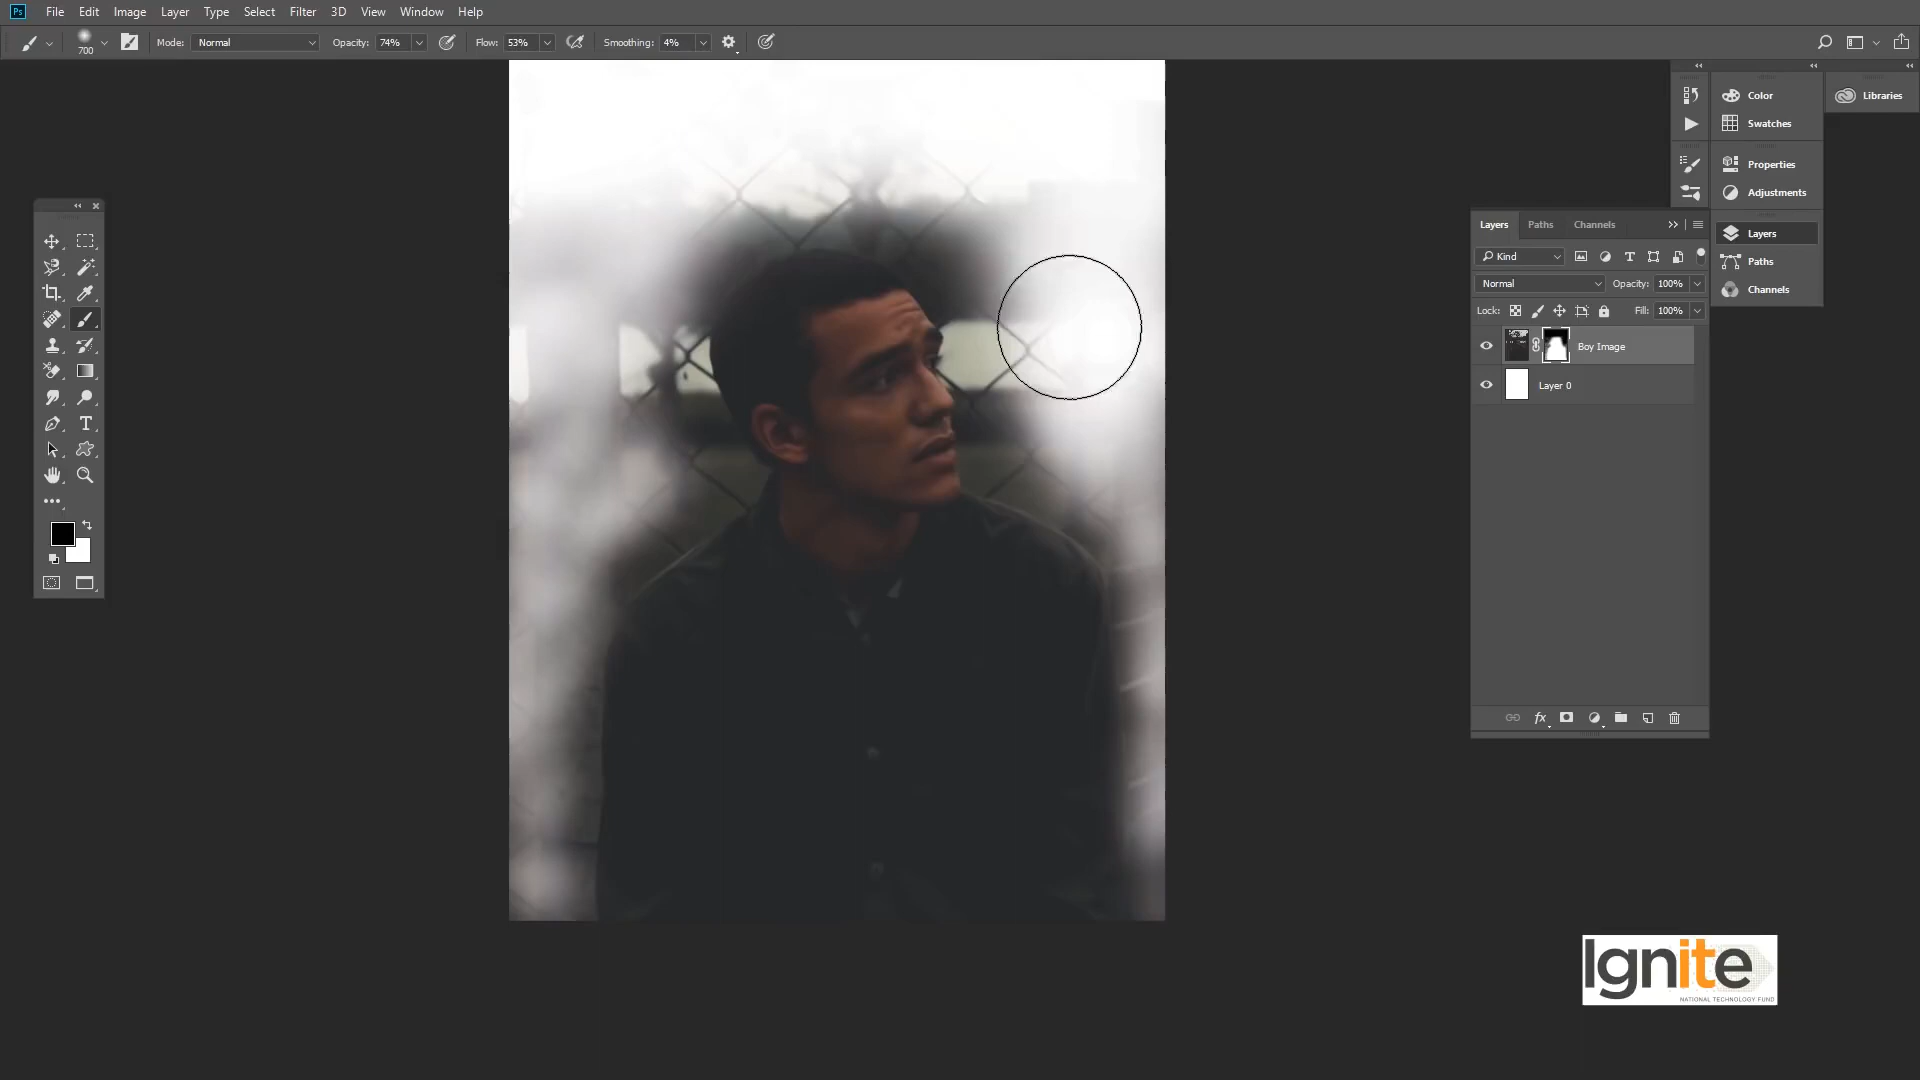 Ps File Edit Image Layer Type Select Filter 3D View Window Help
700 Mode: Normal Opacity: 74% Flow: 53% Smoothing: 4%
Color
Swatches
Libraries
Properties
Adjustments
Layers
Paths
Channels
Layers Paths Channels
Kind
Normal Opacity: 100%
Lock: Fill: 100%
Boy Image
Layer 0
fx
Ignite
NATIONAL TECHNOLOGY FUND